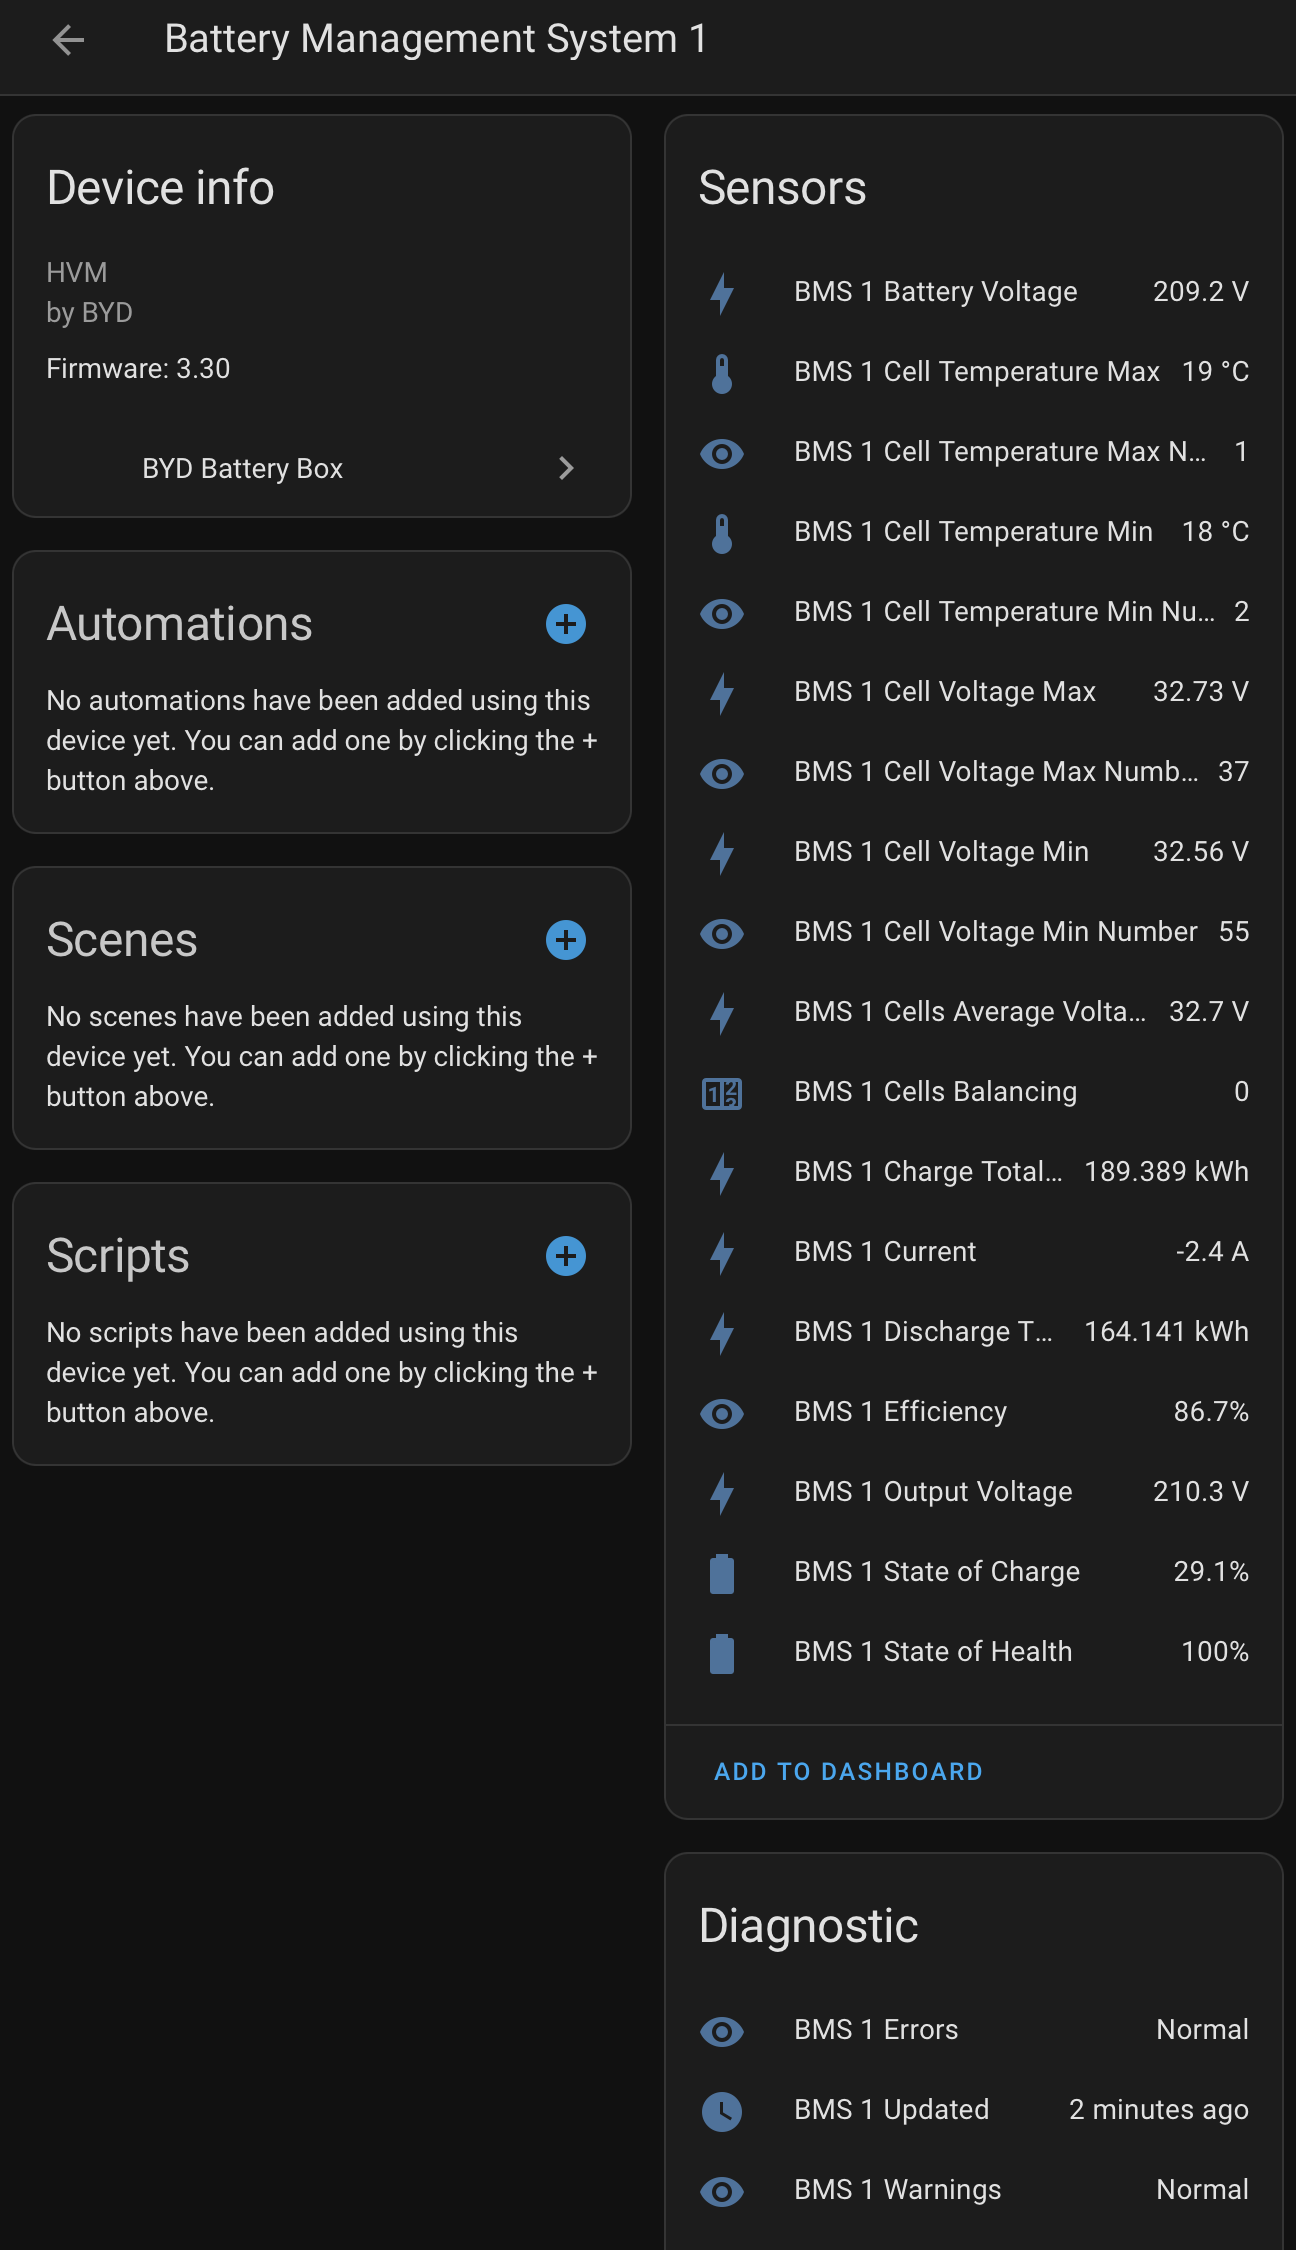 Battery Management System 1
Device info
HVM
by BYD
Firmware: 3.30
BYD Battery Box
Automations
No automations have been added using this
device yet. You can add one by clicking the +
button above.
Scenes
No scenes have been added using this
device yet. You can add one by clicking the +
button above.
Scripts
No scripts have been added using this
device yet. You can add one by clicking the +
button above.
Sensors
BMS 1 Battery Voltage 209.2 V
BMS 1 Cell Temperature Max 19 °C
BMS 1 Cell Temperature Max N... 1
BMS 1 Cell Temperature Min 18 °C
BMS 1 Cell Temperature Min Nu... 2
BMS 1 Cell Voltage Max 32.73 V
BMS 1 Cell Voltage Max Numb... 37
BMS 1 Cell Voltage Min 32.56 V
BMS 1 Cell Voltage Min Number 55
BMS 1 Cells Average Volta... 32.7 V
BMS 1 Cells Balancing 0
BMS 1 Charge Total... 189.389 kWh
BMS 1 Current -2.4 A
BMS 1 Discharge T... 164.141 kWh
BMS 1 Efficiency 86.7%
BMS 1 Output Voltage 210.3 V
BMS 1 State of Charge 29.1%
BMS 1 State of Health 100%
ADD TO DASHBOARD
Diagnostic
BMS 1 Errors Normal
BMS 1 Updated 2 minutes ago
BMS 1 Warnings Normal